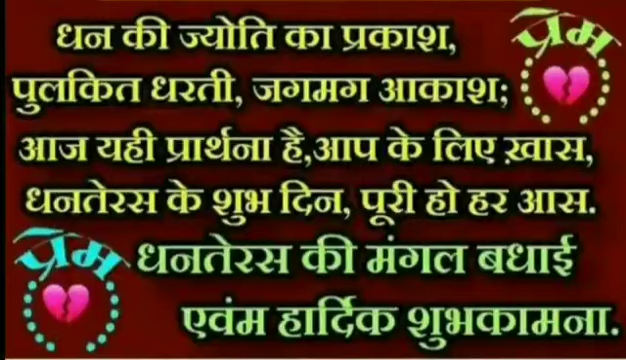 धन की ज्योति का प्रकाश,
प्रेम
पुलकित धरती, जगमग आकाश;
आज यही प्रार्थना है,आप के लिए ख़ास,
धनतेरस के शुभ दिन, पूरी हो हर आस.
प्रेम
धनतेरस की मंगल बधाई
एवंम हार्दिक शुभकामना.